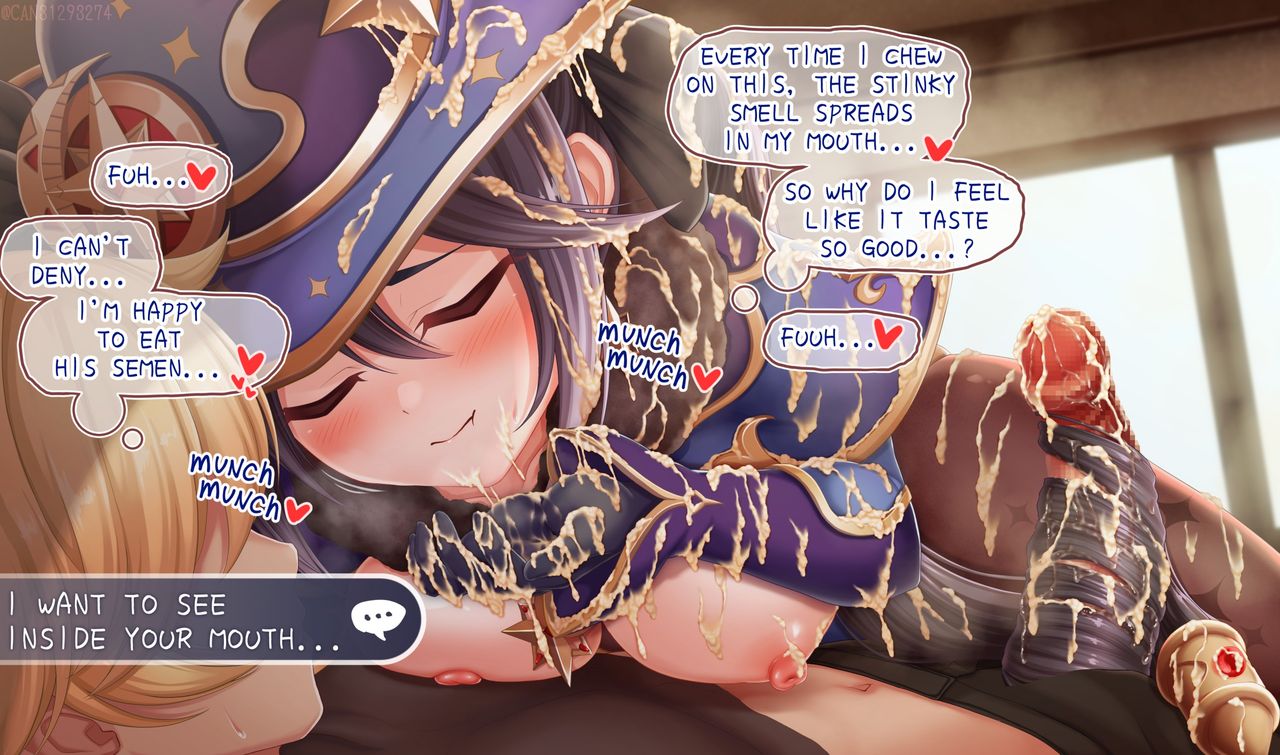 @CAN31293274
EVERY TIME I CHEW
ON THIS, THE STINKY
SMELL SPREADS
IN MY MOUTH...
SO WHY DO I FEEL
LIKE IT TASTE
SO GOOD...?
FUH...
I CAN'T
DENY...
I'M HAPPY
TO EAT
HIS SEMEN...
FUUH...
MUNCH
MUNCH
MUNCH
MUNCH
I WANT TO SEE
INSIDE YOUR MOUTH...